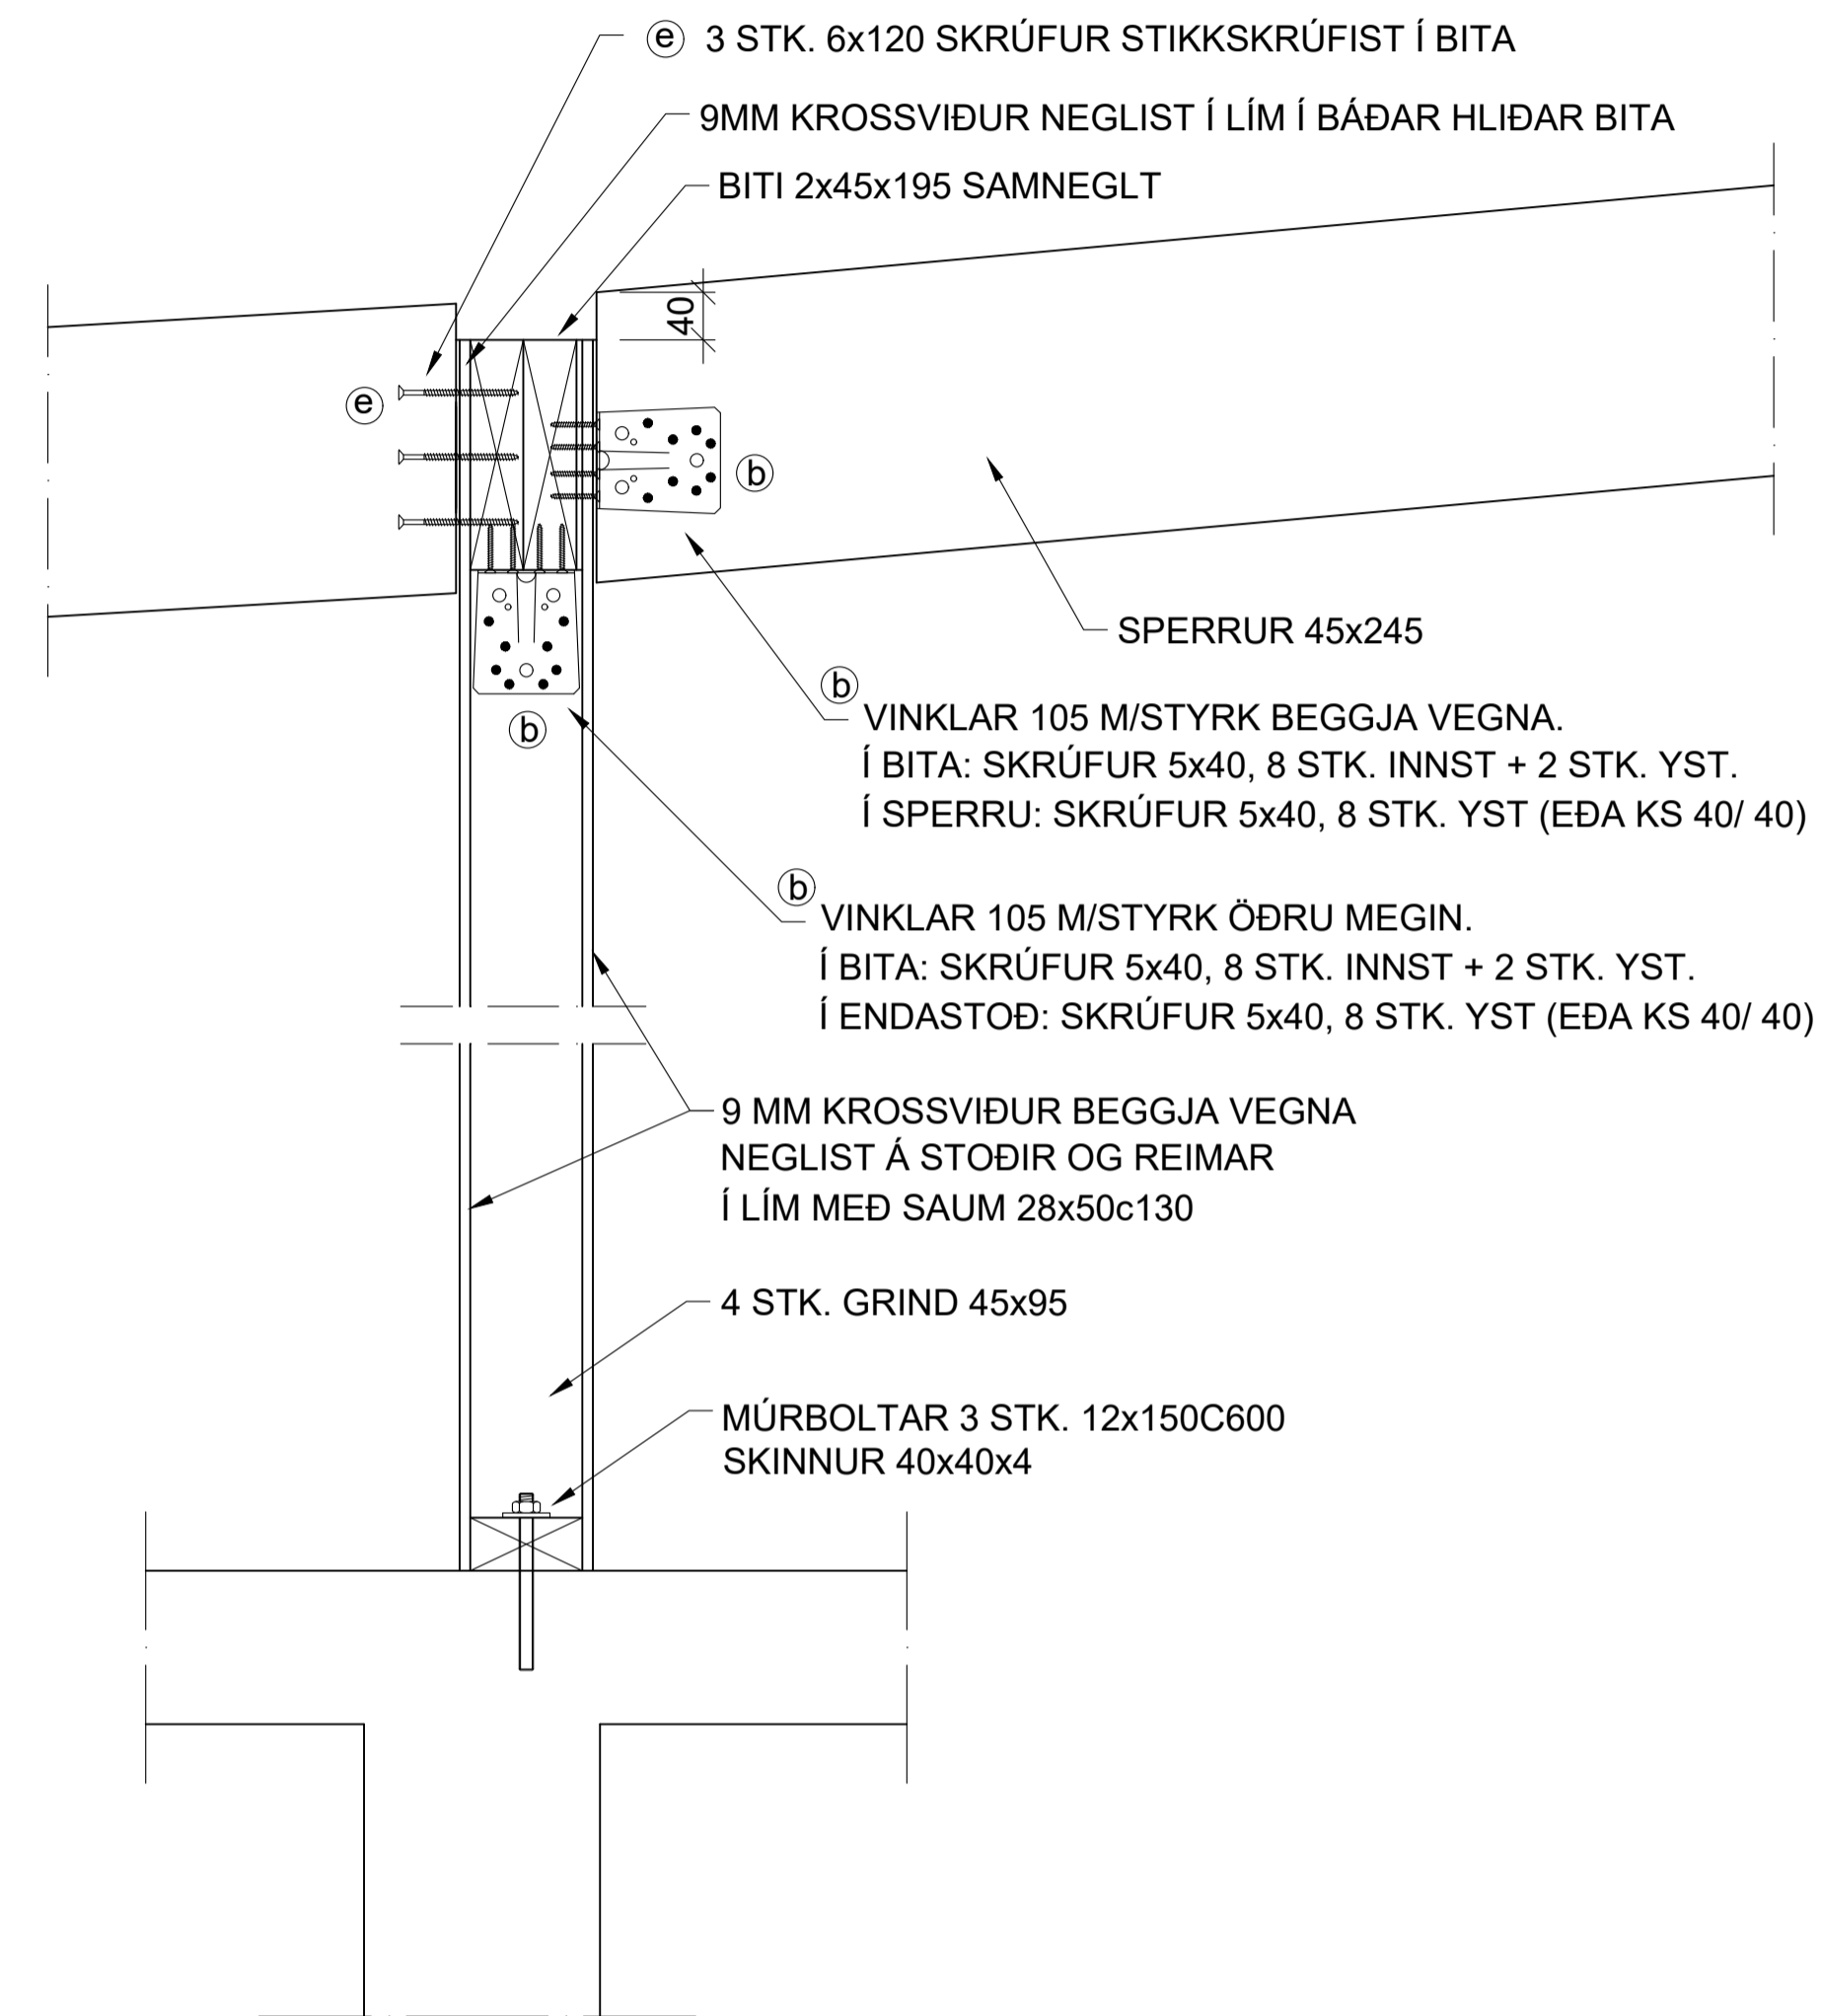 ⓔ 3 STK. 6x120 SKRÚFUR STIKKSKRÚFIST Í BITA
9MM KROSSVIÐUR NEGLIST Í LÍM Í BÁÐAR HLIÐAR BITA
BITI 2x45x195 SAMNEGLT
40
ⓔ
ⓑ
SPERRUR 45x245
ⓑ VINKLAR 105 M/STYRK BEGGJA VEGNA.
Í BITA: SKRÚFUR 5x40, 8 STK. INNST + 2 STK. YST.
Í SPERRU: SKRÚFUR 5x40, 8 STK. YST (EÐA KS 40/ 40)
ⓑ
ⓑ VINKLAR 105 M/STYRK ÖÐRU MEGIN.
Í BITA: SKRÚFUR 5x40, 8 STK. INNST + 2 STK. YST.
Í ENDASTOÐ: SKRÚFUR 5x40, 8 STK. YST (EÐA KS 40/ 40)
9 MM KROSSVIÐUR BEGGJA VEGNA
NEGLIST Á STOÐIR OG REIMAR
Í LÍM MEÐ SAUM 28x50c130
4 STK. GRIND 45x95
MÚRBOLTAR 3 STK. 12x150C600
SKINNUR 40x40x4